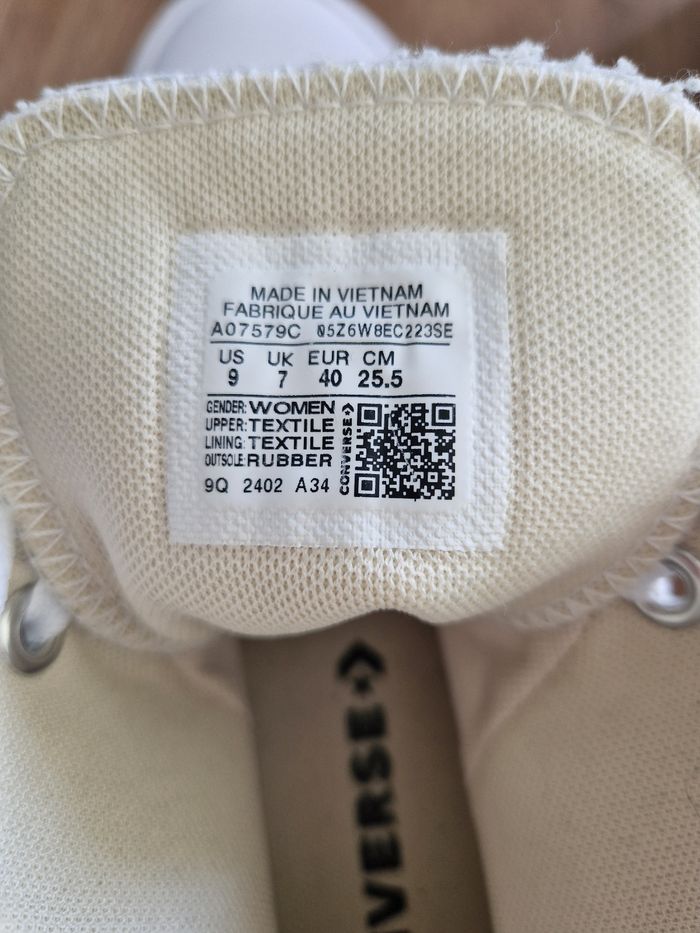 MADE IN VIETNAM
FABRIQUE AU VIETNAM
A07579C 05Z6W8EC223SE
US UK EUR CM
9 7 40 25.5
GENDER: WOMEN
UPPER: TEXTILE
LINING: TEXTILE
OUTSOLE: RUBBER
CONVERSE
9Q 2402 A34
NVERSE